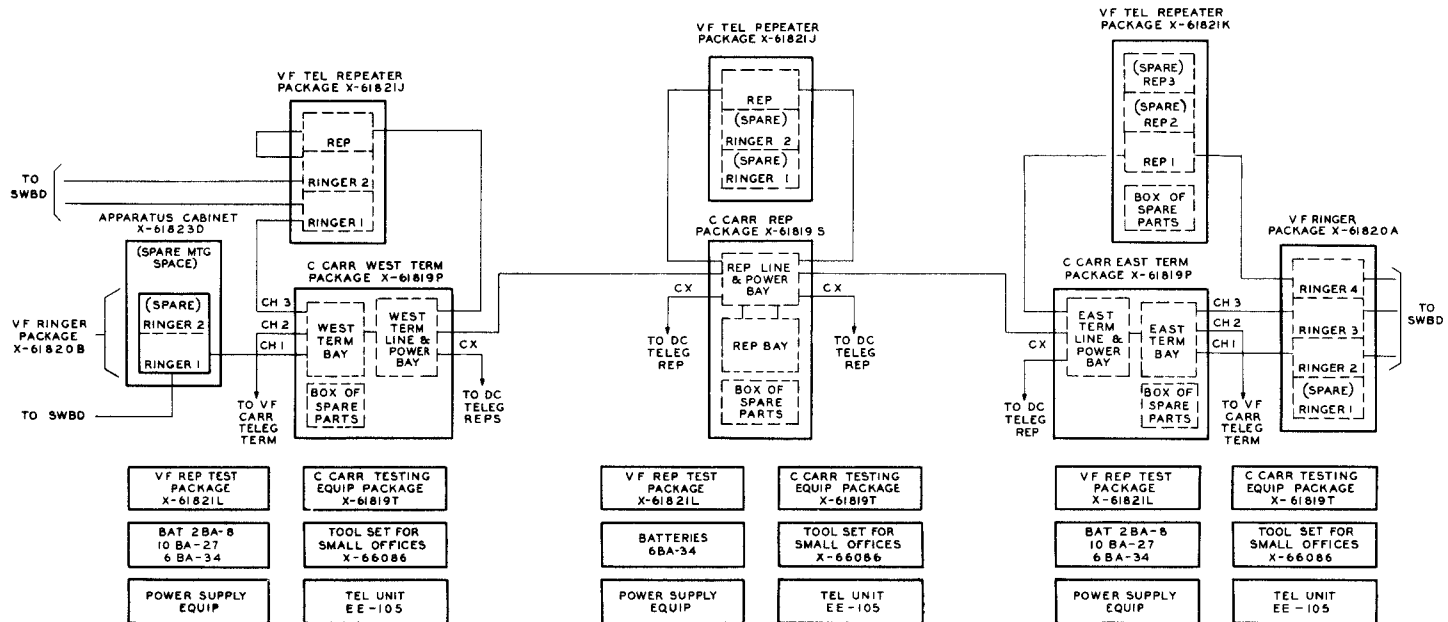 VF TEL REPEATER
PACKAGE X-61821J
REP
RINGER 2
RINGER 1
TO
SWBD
APPARATUS CABINET
X-61823D
(SPARE MTG
SPACE)
(SPARE)
RINGER 2
RINGER 1
VF RINGER
PACKAGE
X-61820B
TO SWBD
C CARR WEST TERM
PACKAGE X-61819P
CH 3
CH 2
CH 1
WEST
TERM
BAY
WEST
TERM
LINE &
POWER
BAY
CX
BOX OF
SPARE
PARTS
TO VF
CARR
TELEG
TERM
TO DC
TELEG
REPS
VF TEL REPEATER
PACKAGE X-61821J
REP
(SPARE)
RINGER 2
(SPARE)
RINGER 1
C CARR REP
PACKAGE X-61819S
REP LINE
& POWER
BAY
CX
CX
TO DC
TELEG
REP
REP BAY
TO DC
TELEG
REP
BOX OF
SPARE
PARTS
VF TEL REPEATER
PACKAGE X-61821K
(SPARE)
REP 3
(SPARE)
REP 2
REP 1
BOX OF
SPARE
PARTS
C CARR EAST TERM
PACKAGE X-61819P
EAST
TERM
LINE &
POWER
BAY
EAST
TERM
BAY
CX
CH 3
CH 2
CH 1
BOX OF
SPARE
PARTS
TO DC
TELEG
REP
TO VF
CARR
TELEG
TERM
VF RINGER
PACKAGE X-61820A
RINGER 4
RINGER 3
RINGER 2
(SPARE)
RINGER 1
TO
SWBD
VF REP TEST
PACKAGE
X-61821L
C CARR TESTING
EQUIP PACKAGE
X-61819T
BAT 2BA-8
10 BA-27
6 BA-34
TOOL SET FOR
SMALL OFFICES
X-66086
POWER SUPPLY
EQUIP
TEL UNIT
EE-105
VF REP TEST
PACKAGE
X-61821L
C CARR TESTING
EQUIP PACKAGE
X-61819T
BATTERIES
6BA-34
TOOL SET FOR
SMALL OFFICES
X-66086
POWER SUPPLY
EQUIP
TEL UNIT
EE-105
VF REP TEST
PACKAGE
X-61821L
C CARR TESTING
EQUIP PACKAGE
X-61819T
BAT 2BA-8
10 BA-27
6 BA-34
TOOL SET FOR
SMALL OFFICES
X-66086
POWER SUPPLY
EQUIP
TEL UNIT
EE-105